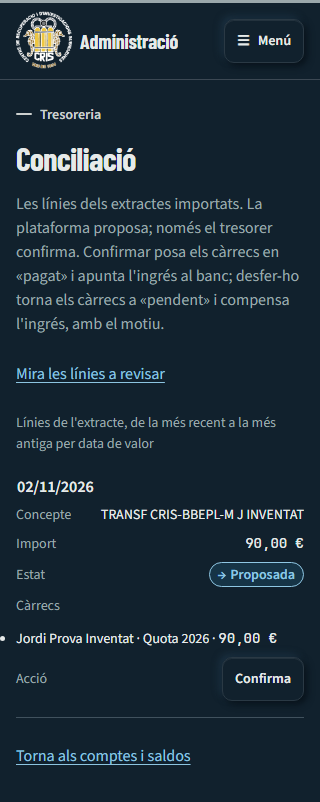 CRIS
Administració
☰ Menú
— Tresoreria
Conciliació
Les línies dels extractes importats. La
plataforma proposa; només el tresorer
confirma. Confirmar posa els càrrecs en
«pagat» i apunta l'ingrés al banc; desfer-ho
torna els càrrecs a «pendent» i compensa
l'ingrés, amb el motiu.
Mira les línies a revisar
Línies de l'extracte, de la més recent a la més
antiga per data de valor
02/11/2026
Concepte TRANSF CRIS-BBEPL-M J INVENTAT
Import 90,00 €
Estat → Proposada
Càrrecs
• Jordi Prova Inventat · Quota 2026 · 90,00 €
Acció Confirma
Torna als comptes i saldos